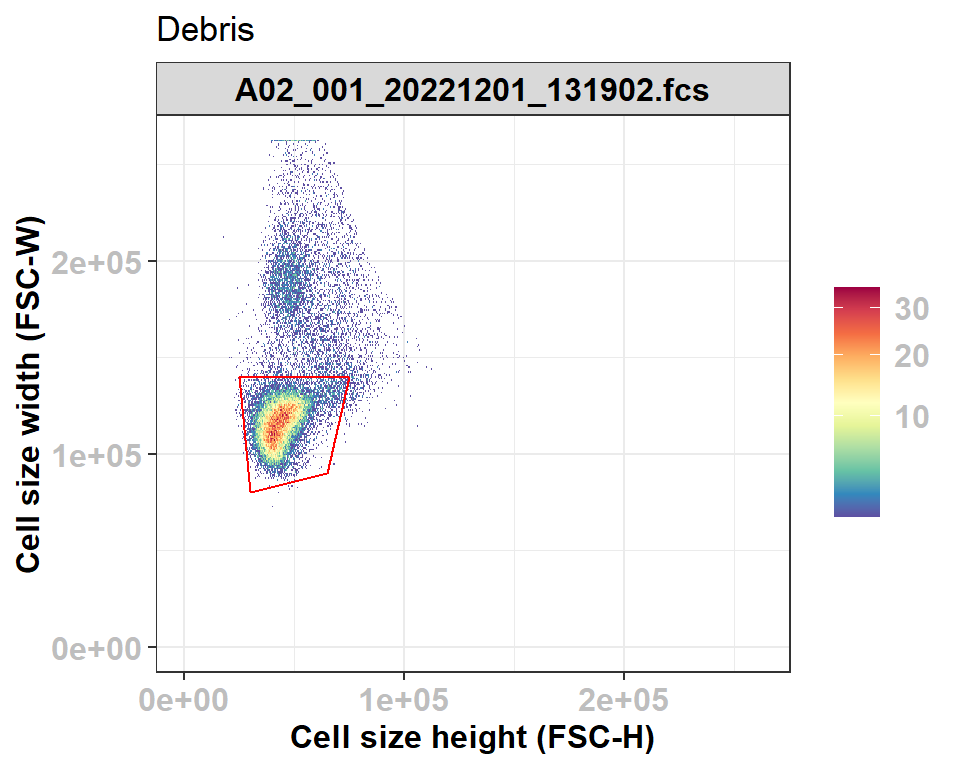 Debris
A02_001_20221201_131902.fcs
Cell size width (FSC-W)
2e+05
1e+05
0e+00
0e+00 1e+05 2e+05
Cell size height (FSC-H)
30
20
10